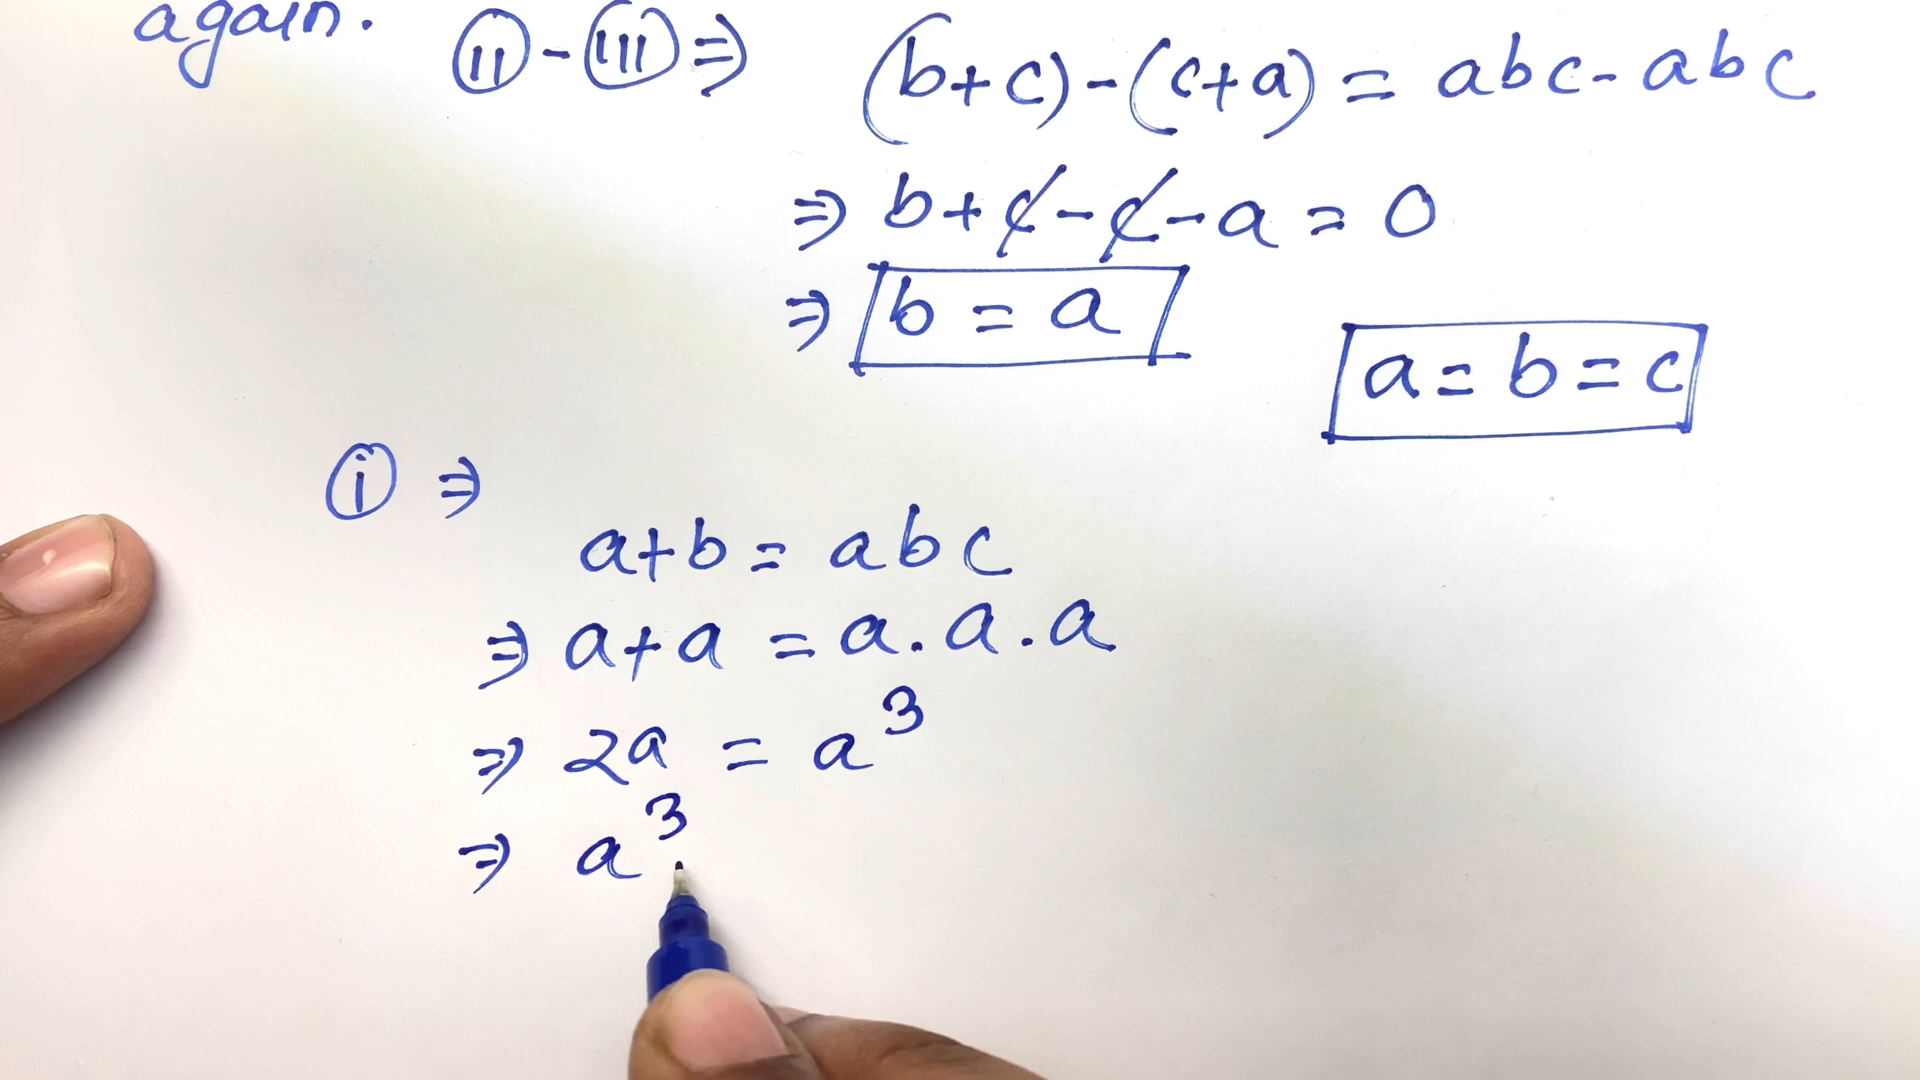 again. (ii) - (iii) ⇒ (b+c)-(c+a) = abc - abc
⇒ b+c-c-a = 0
⇒ b = a
a = b = c
(i) ⇒
a+b = abc
⇒ a+a = a.a.a
⇒ 2a = a³
⇒ a³